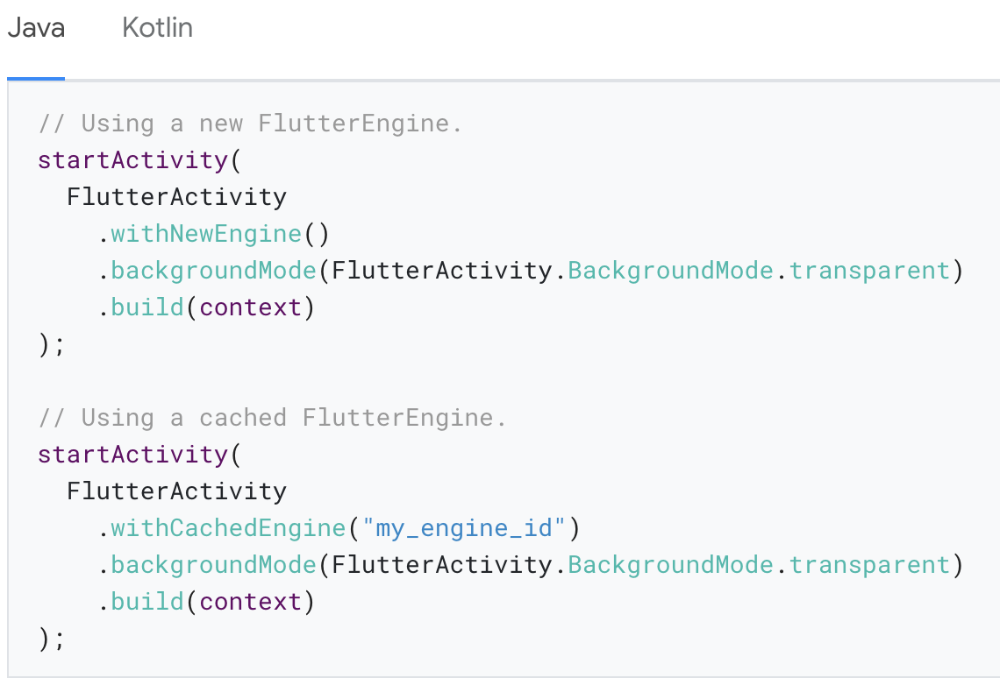 Java Kotlin
// Using a new FlutterEngine.
startActivity(
  FlutterActivity
    .withNewEngine()
    .backgroundMode(FlutterActivity.BackgroundMode.transparent)
    .build(context)
);

// Using a cached FlutterEngine.
startActivity(
  FlutterActivity
    .withCachedEngine("my_engine_id")
    .backgroundMode(FlutterActivity.BackgroundMode.transparent)
    .build(context)
);